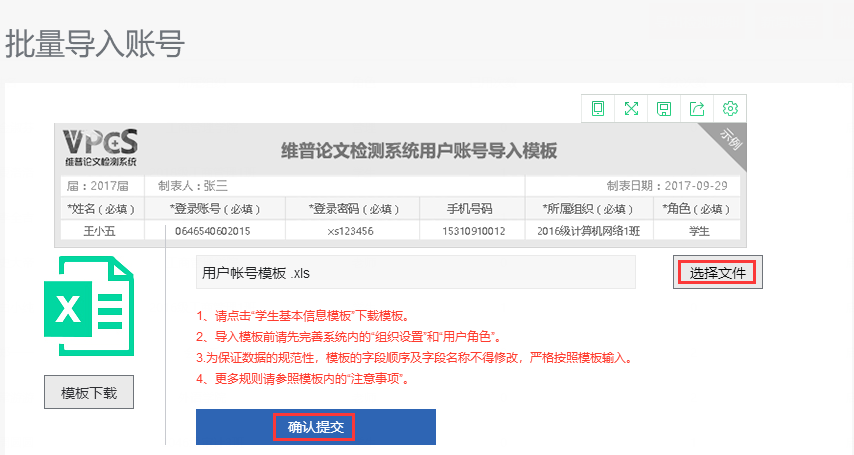 批量导入账号
VPCS
维普论文检测系统
维普论文检测系统用户账号导入模板
示例
届：2017届 制表人：张三 制表日期：2017-09-29
*姓名（必填） *登录账号（必填） *登录密码（必填） 手机号码 *所属组织（必填） *角色（必填）
王小五 0646540602015 xs123456 15310910012 2016级计算机网络1班 学生
X
用户帐号模板 .xls
选择文件
1、请点击“学生基本信息模板”下载模板。
2、导入模板前请先完善系统内的“组织设置”和“用户角色”。
3.为保证数据的规范性，模板的字段顺序及字段名称不得修改，严格按照模板输入。
4、更多规则请参照模板内的“注意事项”。
模板下载
确认提交